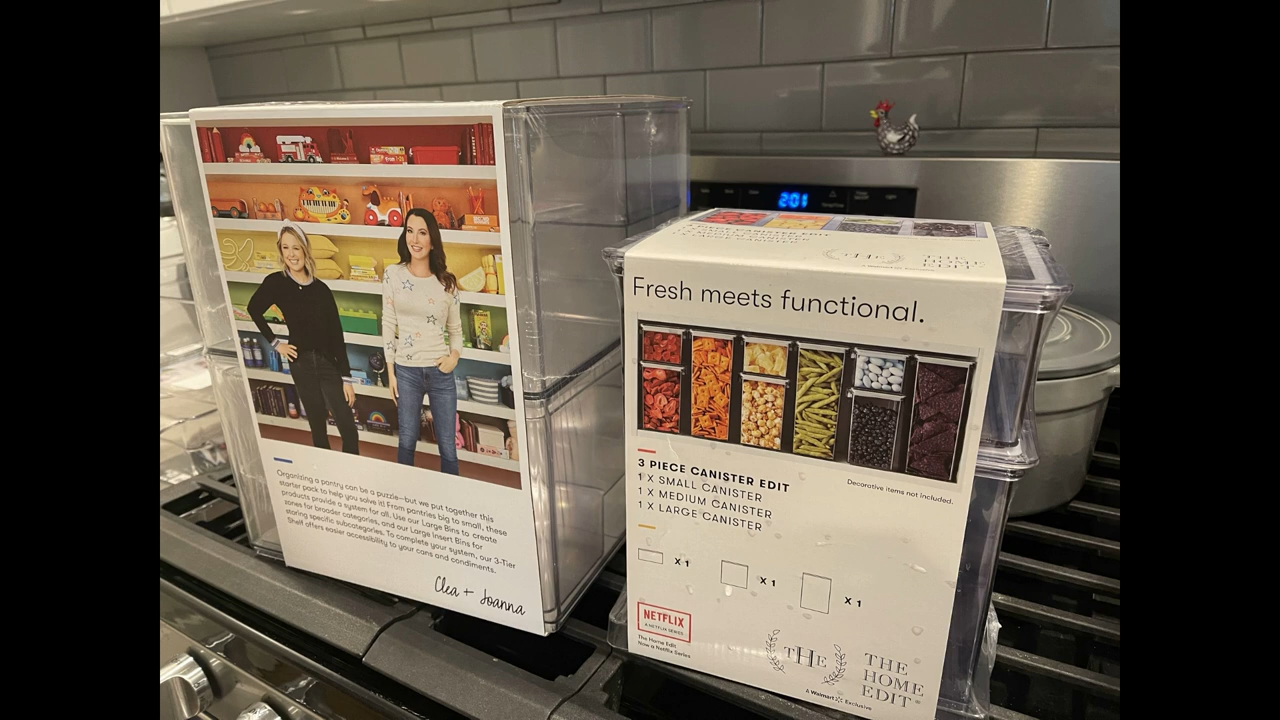 Organizing a pantry can be a puzzle—but we put together this
starter pack to help you solve it! From pantries big to small, these
products provide a system for all. Use our Large Bins to create
zones for broader categories, and our Large Insert Bins for
storing specific subcategories. To complete your system, our 3-Tier
Shelf offers easier accessibility to your cans and condiments.
Clea + Joanna
201
THE
THE
HOME
EDIT
Fresh meets functional.
Decorative items not included.
3 PIECE CANISTER EDIT
1 X SMALL CANISTER
1 X MEDIUM CANISTER
1 X LARGE CANISTER
X 1
X 1
X 1
NETFLIX
A NETFLIX SERIES
The Home Edit
Now a Netflix Series
THE
THE
HOME
EDIT
A Walmart Exclusive